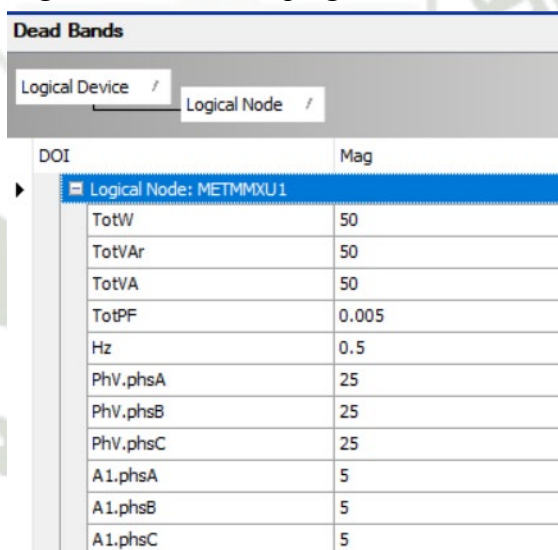 Dead Bands
Logical Device /
Logical Node /
DOI Mag
Logical Node: METMMXU1
TotW 50
TotVAr 50
TotVA 50
TotPF 0.005
Hz 0.5
PhV.phsA 25
PhV.phsB 25
PhV.phsC 25
A1.phsA 5
A1.phsB 5
A1.phsC 5